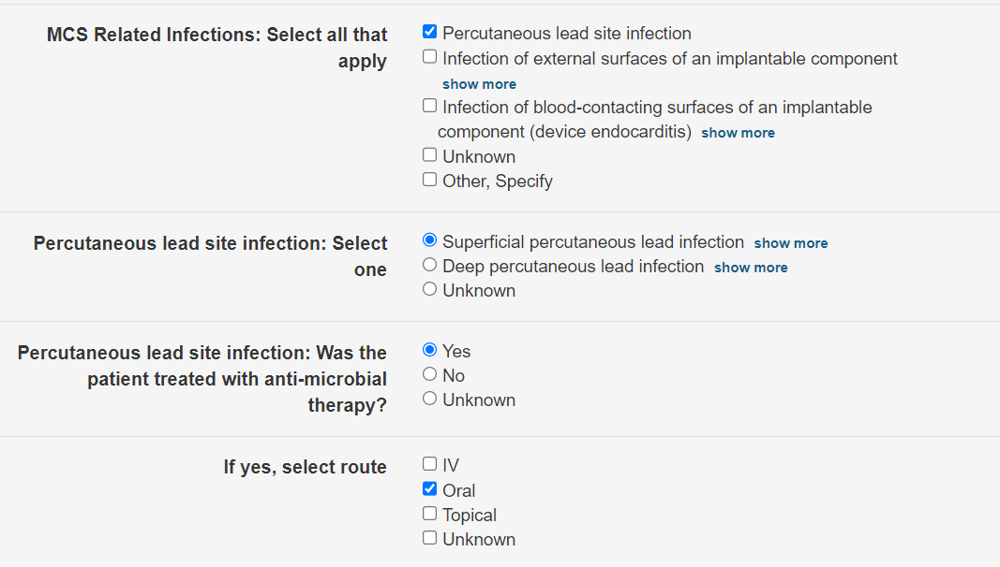 MCS Related Infections: Select all that
apply
Percutaneous lead site infection
Infection of external surfaces of an implantable component
show more
Infection of blood-contacting surfaces of an implantable
component (device endocarditis) show more
Unknown
Other, Specify
Percutaneous lead site infection: Select
one
Superficial percutaneous lead infection show more
Deep percutaneous lead infection show more
Unknown
Percutaneous lead site infection: Was the
patient treated with anti-microbial
therapy?
Yes
No
Unknown
If yes, select route
IV
Oral
Topical
Unknown